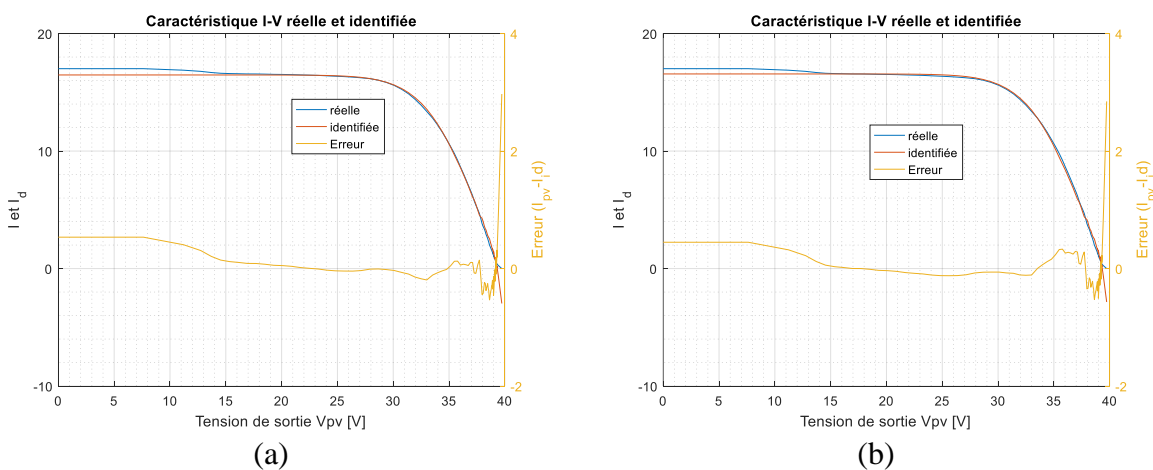 Caractéristique I-V réelle et identifiée
20
10
0
-10
4
2
0
-2
0 5 10 15 20 25 30 35 40
I et I_d
Erreur (I_pv-I_id)
réelle
identifiée
Erreur
Tension de sortie Vpv [V]
(a)
Caractéristique I-V réelle et identifiée
20
10
0
-10
4
2
0
-2
0 5 10 15 20 25 30 35 40
I et I_d
Erreur (I_pv-I_id)
réelle
identifiée
Erreur
Tension de sortie Vpv [V]
(b)